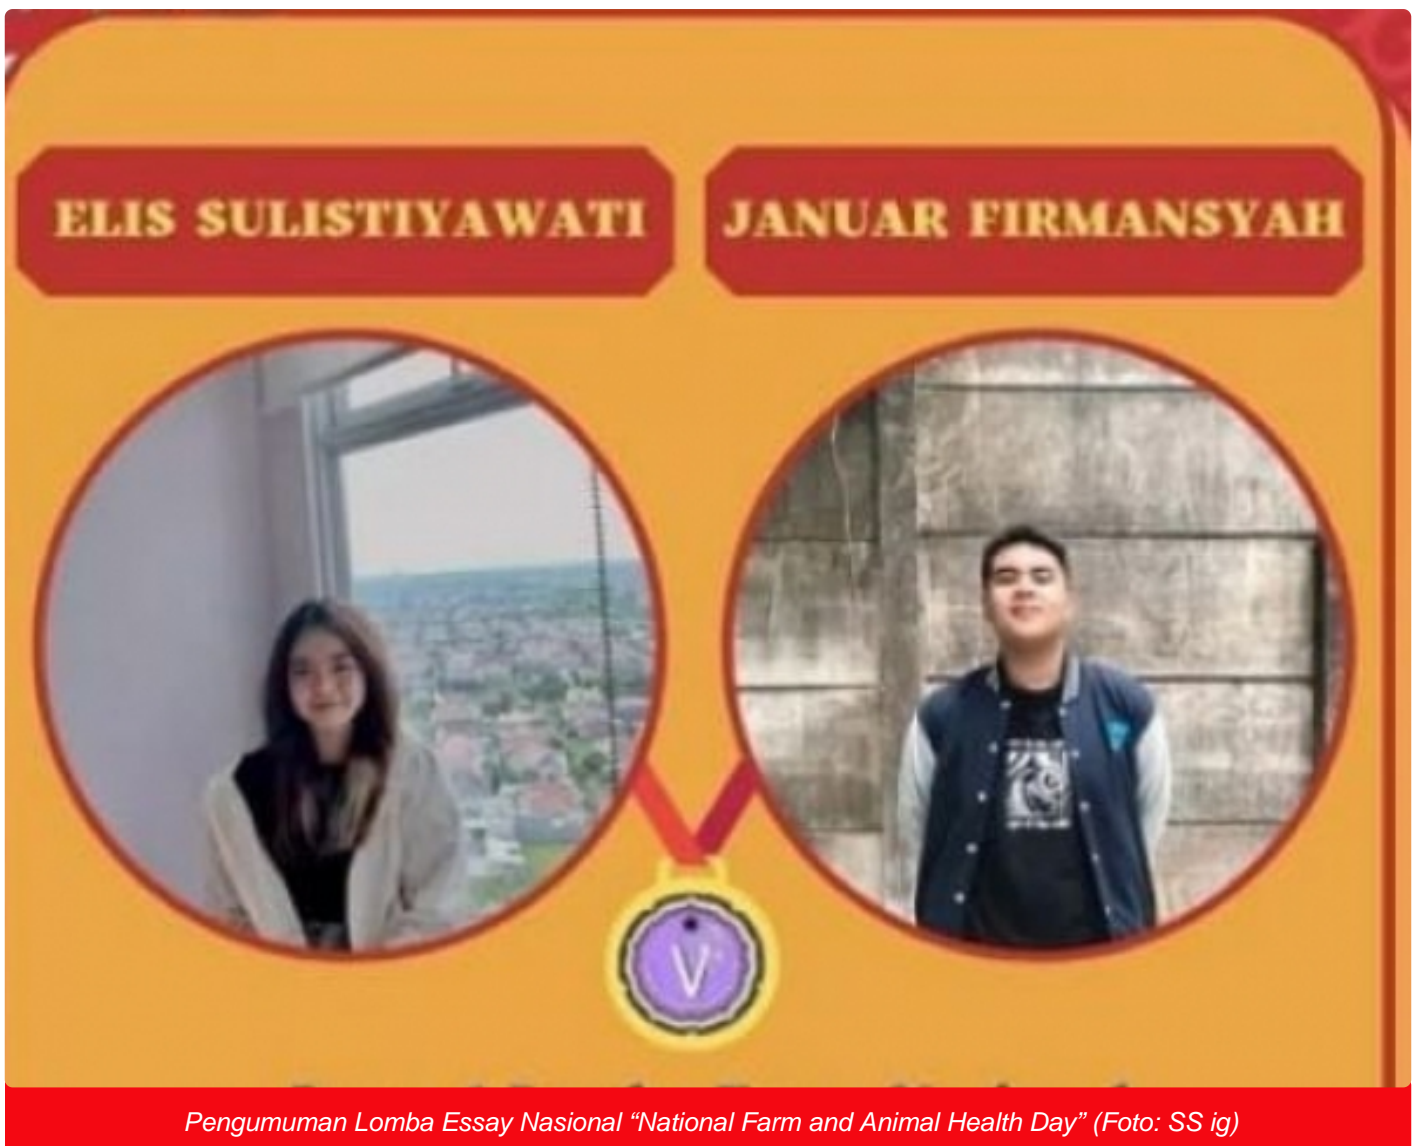 ELIS SULISTIYAWATI
JANUAR FIRMANSYAH
V
Pengumuman Lomba Essay Nasional “National Farm and Animal Health Day” (Foto: SS ig)